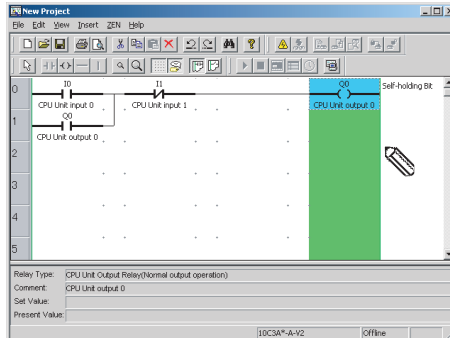 New Project
File Edit View Insert ZEN Help
0 I0 I1 Q0 Self-holding Bit
CPU Unit input 0 CPU Unit input 1 CPU Unit output 0
1 Q0
CPU Unit output 0
2
3
4
5
Relay Type: CPU Unit Output Relay(Normal output operation)
Comment: CPU Unit output 0
Set Value:
Present Value:
10C3A*-A-V2 Offline